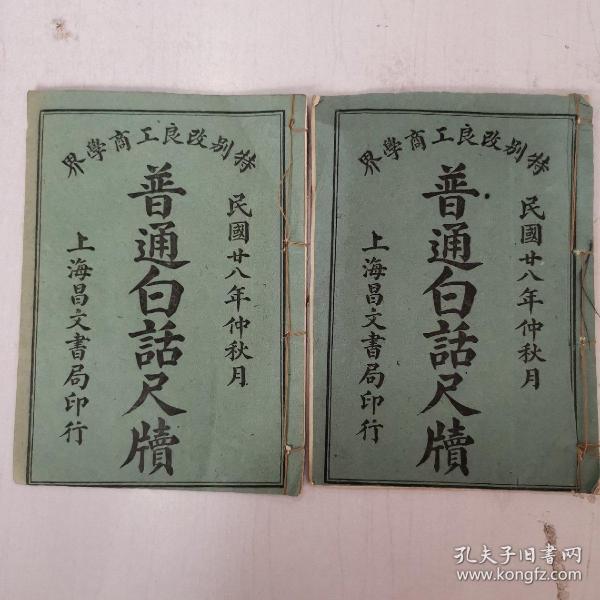 特别改良工商學界
民國廿八年仲秋月
普通白話尺牘
上海昌文書局印行
特别改良工商學界
民國廿八年仲秋月
普通白話尺牘
上海昌文書局印行
孔夫子旧书网
www.kongfz.com